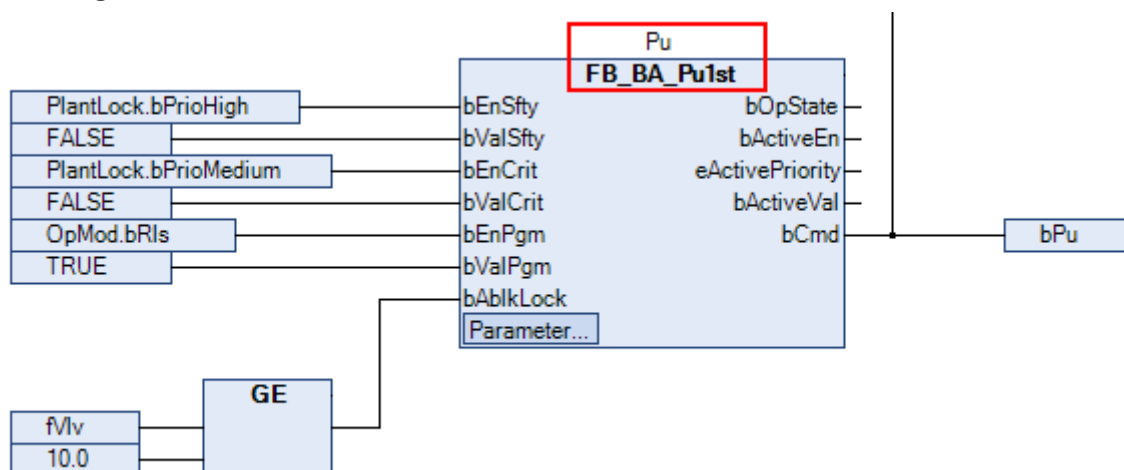 Pu
FB_BA_Pu1st
PlantLock.bPrioHigh bEnSfty bOpState
FALSE bValSfty bActiveEn
PlantLock.bPrioMedium bEnCrit eActivePriority
FALSE bValCrit bActiveVal
OpMod.bRls bEnPgm bCmd bPu
TRUE bValPgm
bAblkLock
Parameter...
GE
fVlv
10.0